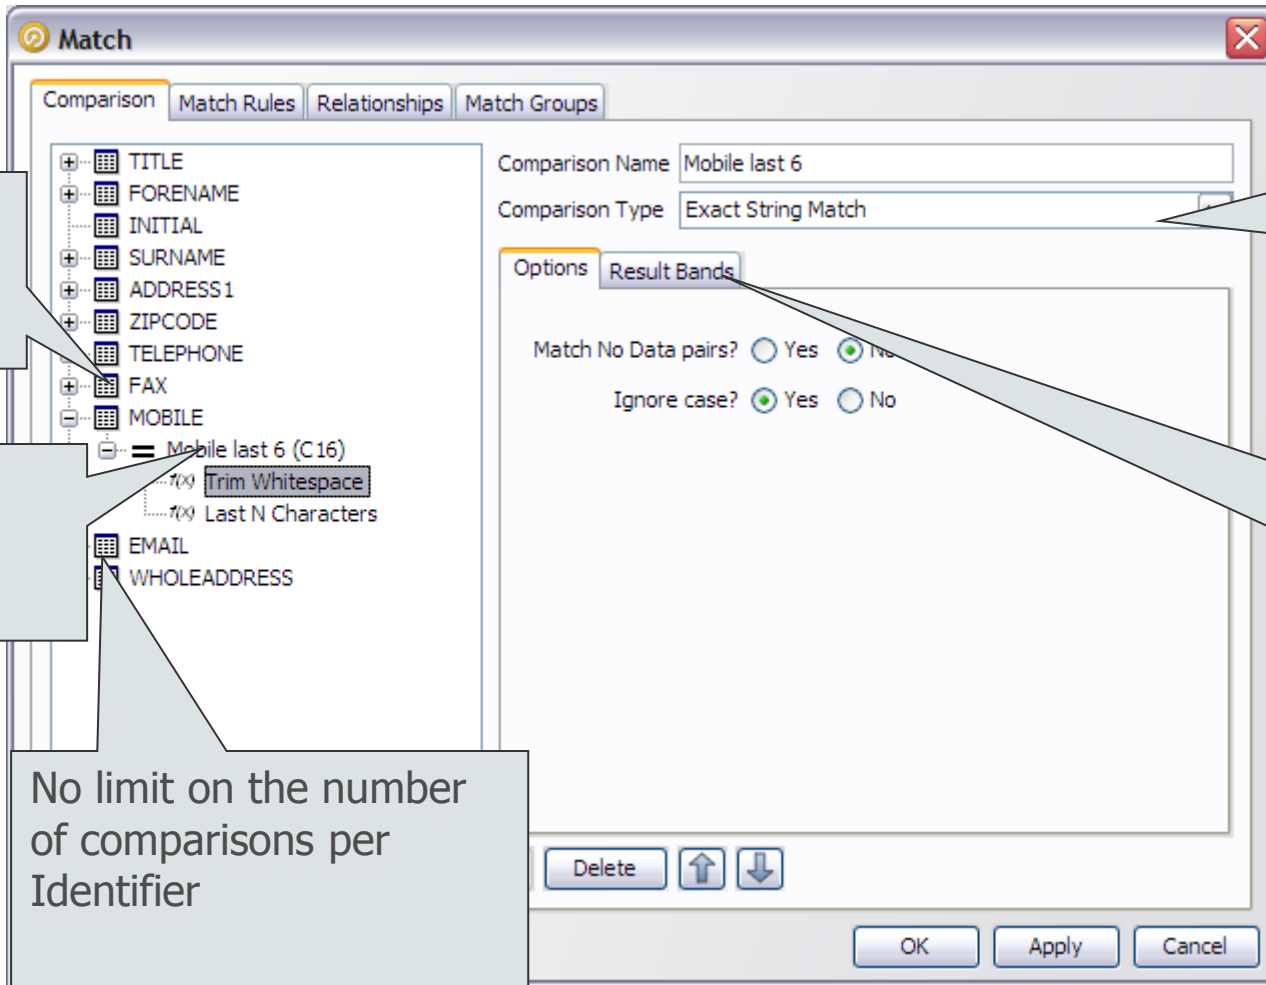 Match
Comparison Match Rules Relationships Match Groups
TITLE
FORENAME
INITIAL
SURNAME
ADDRESS1
ZIPCODE
TELEPHONE
FAX
MOBILE
Mobile last 6 (C16)
f(x) Trim Whitespace
f(x) Last N Characters
EMAIL
WHOLEADDRESS
Comparison Name Mobile last 6
Comparison Type Exact String Match
Options Result Bands
Match No Data pairs? Yes No
Ignore case? Yes No
No limit on the number
of comparisons per
Identifier
Delete
OK Apply Cancel